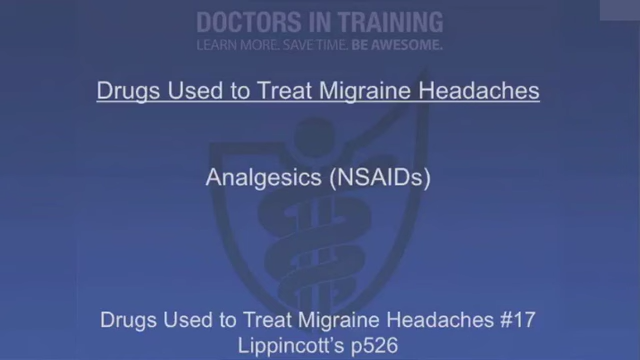 DOCTORS IN TRAINING
LEARN MORE. SAVE TIME. BE AWESOME.
Drugs Used to Treat Migraine Headaches
Analgesics (NSAIDs)
Drugs Used to Treat Migraine Headaches #17
Lippincott's p526